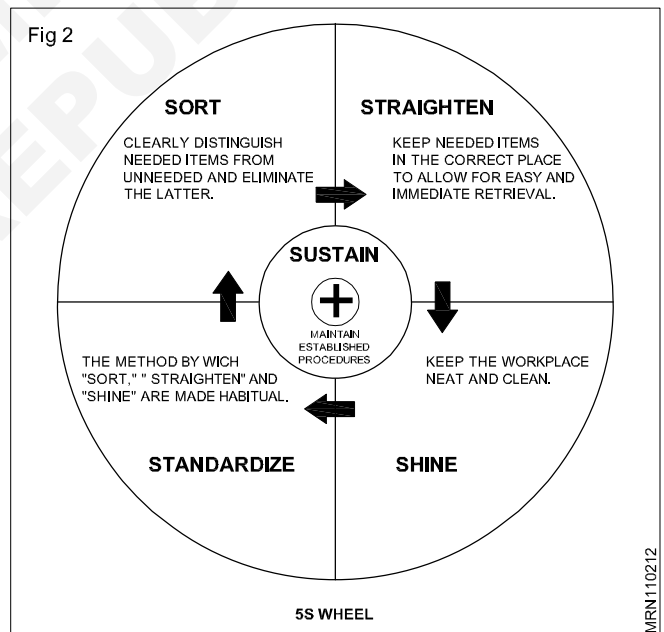 Fig 2
SORT
CLEARLY DISTINGUISH
NEEDED ITEMS FROM
UNNEEDED AND ELIMINATE
THE LATTER.
STRAIGHTEN
KEEP NEEDED ITEMS
IN THE CORRECT PLACE
TO ALLOW FOR EASY AND
IMMEDIATE RETRIEVAL.
SUSTAIN
MAINTAIN
ESTABLISHED
PROCEDURES
THE METHOD BY WICH
"SORT," " STRAIGHTEN" AND
"SHINE" ARE MADE HABITUAL.
STANDARDIZE
KEEP THE WORKPLACE
NEAT AND CLEAN.
SHINE
5S WHEEL
MRN110212